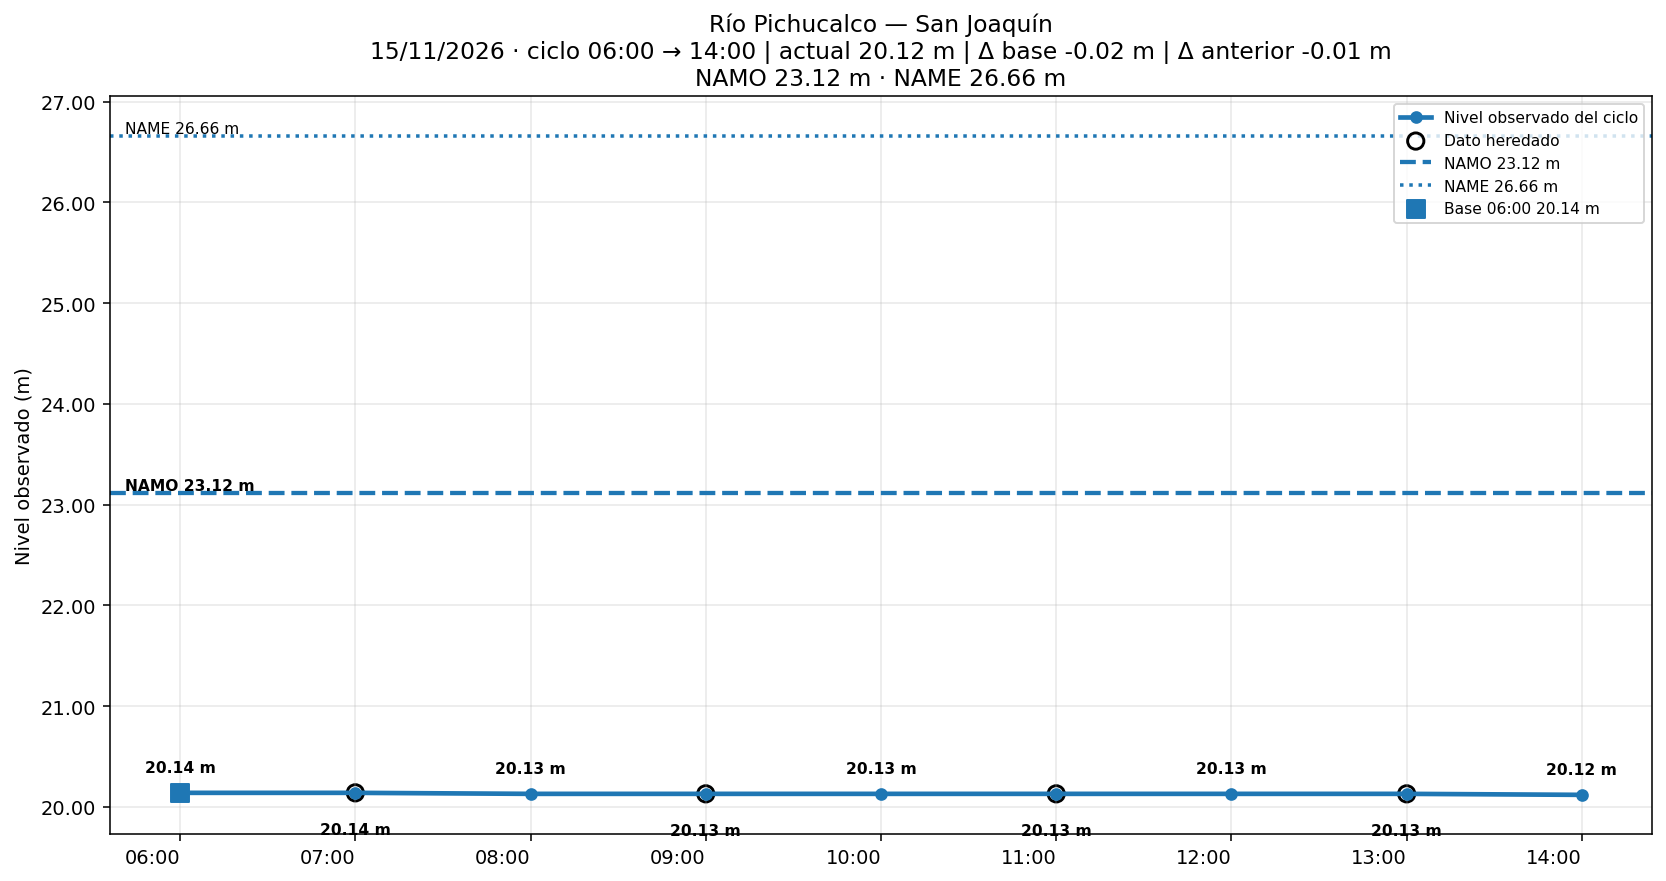 Río Pichucalco — San Joaquín
15/11/2026 · ciclo 06:00 → 14:00 | actual 20.12 m | Δ base -0.02 m | Δ anterior -0.01 m
NAMO 23.12 m · NAME 26.66 m
Nivel observado (m)
27.00
26.00
25.00
24.00
23.00
22.00
21.00
20.00
NAME 26.66 m
NAMO 23.12 m
Nivel observado del ciclo
Dato heredado
NAMO 23.12 m
NAME 26.66 m
Base 06:00 20.14 m
20.14 m
20.14 m
20.13 m
20.13 m
20.13 m
20.13 m
20.13 m
20.13 m
20.12 m
06:00
07:00
08:00
09:00
10:00
11:00
12:00
13:00
14:00